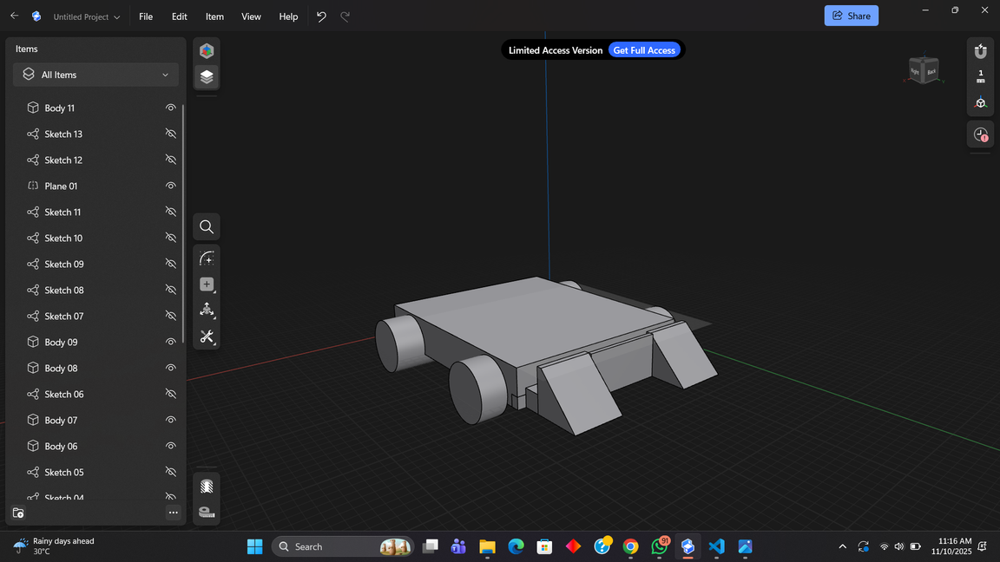 Untitled Project
File
Edit
Item
View
Help
Share
Items
All Items
Limited Access Version
Get Full Access
Right
Back
1
Body 11
Sketch 13
Sketch 12
Plane 01
Sketch 11
Sketch 10
Sketch 09
Sketch 08
Sketch 07
Body 09
Body 08
Sketch 06
Body 07
Body 06
Sketch 05
Sketch 04
Rainy days ahead
30°C
Search
91
11:16 AM
11/10/2025